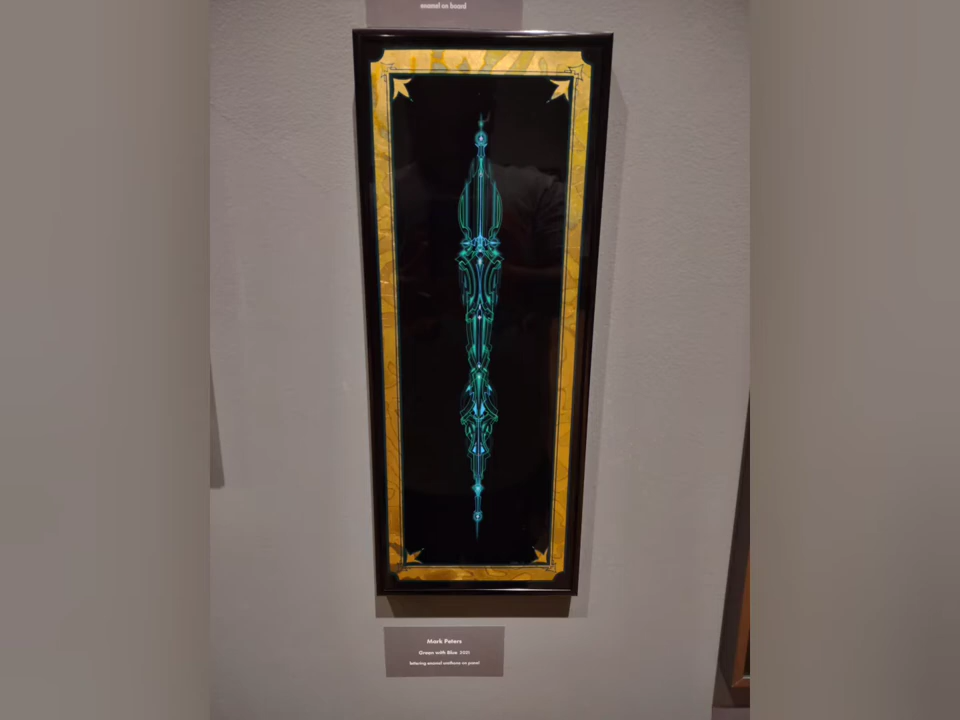 enamel on board
Mark Peters
Green with Blue 2021
lettering enamel urethane on panel